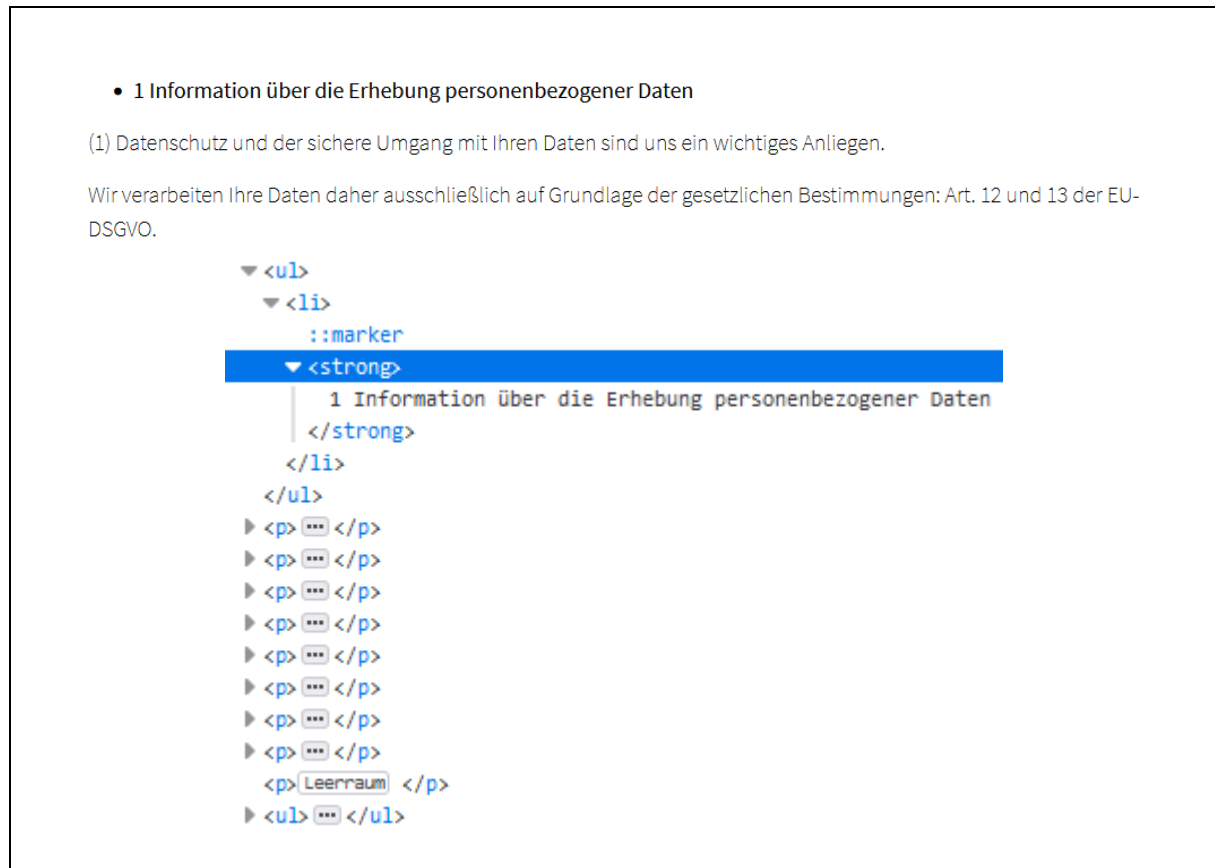 • 1 Information über die Erhebung personenbezogener Daten
(1) Datenschutz und der sichere Umgang mit Ihren Daten sind uns ein wichtiges Anliegen.
Wir verarbeiten Ihre Daten daher ausschließlich auf Grundlage der gesetzlichen Bestimmungen: Art. 12 und 13 der EU-
DSGVO.
<ul>
<li>
::marker
<strong>
1 Information über die Erhebung personenbezogener Daten
</strong>
</li>
</ul>
<p>•••</p>
<p>•••</p>
<p>•••</p>
<p>•••</p>
<p>•••</p>
<p>•••</p>
<p>•••</p>
<p>•••</p>
<p>Leerraum </p>
<ul>•••</ul>